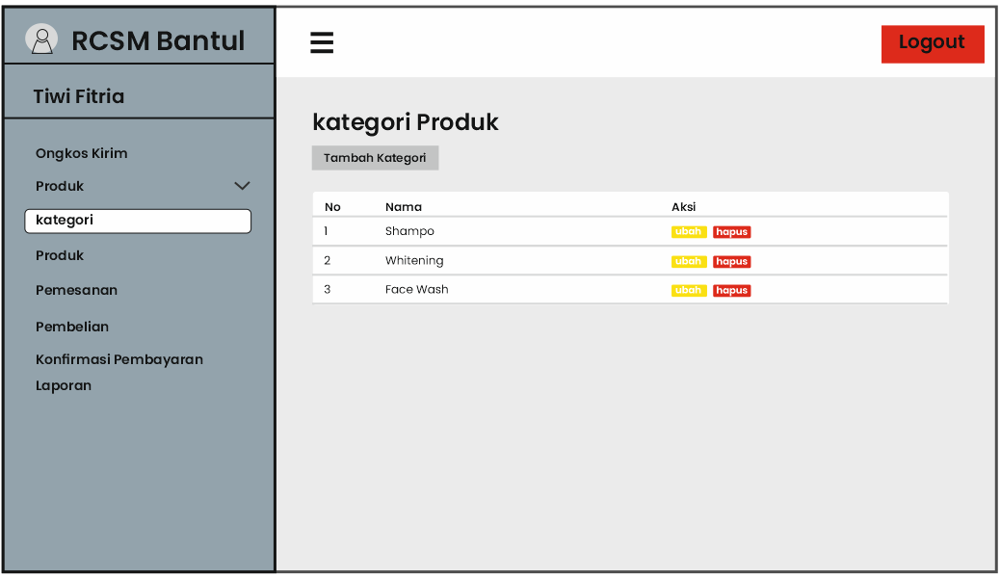 RCSM Bantul
Tiwi Fitria
Ongkos Kirim
Produk
kategori
Produk
Pemesanan
Pembelian
Konfirmasi Pembayaran
Laporan
Logout
kategori Produk
Tambah Kategori
No Nama Aksi
1 Shampo ubah hapus
2 Whitening ubah hapus
3 Face Wash ubah hapus